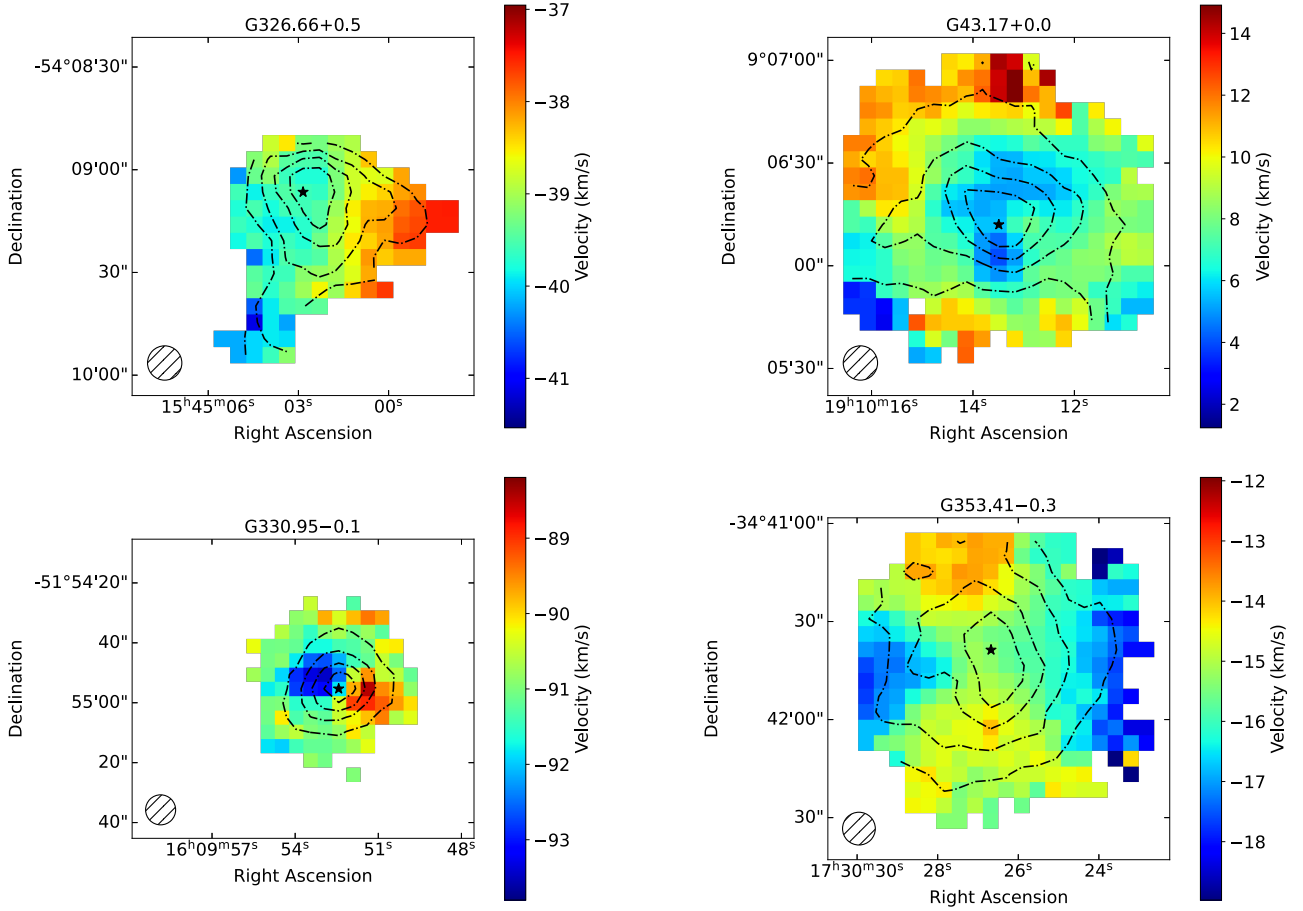 G326.66+0.5
-54°08'30"
09'00"
30"
10'00"
15ʰ45ᵐ06ˢ
03ˢ
00ˢ
Right Ascension
Declination
−37
−38
−39
−40
−41
Velocity (km/s)
G43.17+0.0
9°07'00"
06'30"
00"
05'30"
19ʰ10ᵐ16ˢ
14ˢ
12ˢ
Right Ascension
Declination
14
12
10
8
6
4
2
Velocity (km/s)
G330.95−0.1
-51°54'20"
40"
55'00"
20"
40"
16ʰ09ᵐ57ˢ
54ˢ
51ˢ
48ˢ
Right Ascension
Declination
−89
−90
−91
−92
−93
Velocity (km/s)
G353.41−0.3
-34°41'00"
30"
42'00"
30"
17ʰ30ᵐ30ˢ
28ˢ
26ˢ
24ˢ
Right Ascension
Declination
−12
−13
−14
−15
−16
−17
−18
Velocity (km/s)